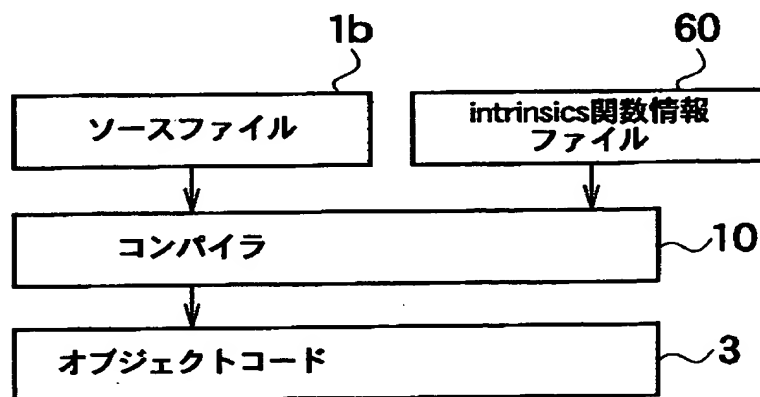 1b
60
ソースファイル
intrinsics関数情報
ファイル
コンパイラ
10
オブジェクトコード
3